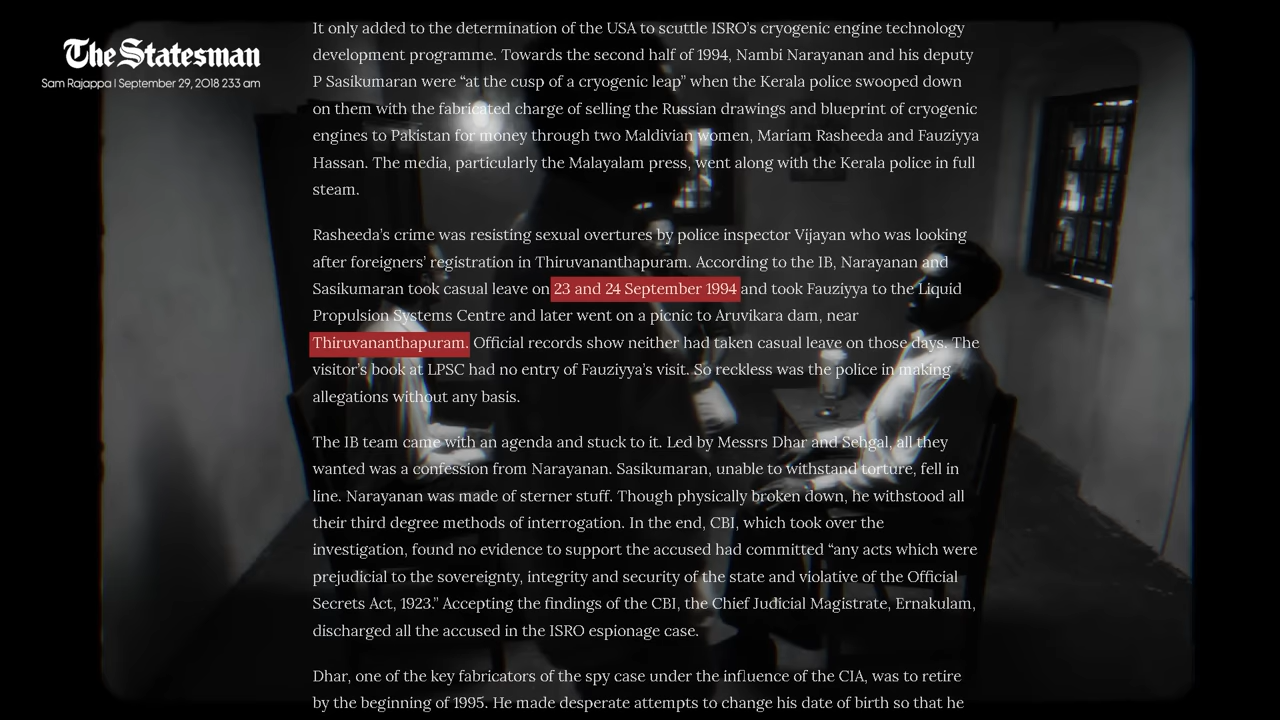 The Statesman
Sam Rajappa | September 29, 2018 2:33 am
It only added to the determination of the USA to scuttle ISRO's cryogenic engine technology
development programme. Towards the second half of 1994, Nambi Narayanan and his deputy
P Sasikumaran were “at the cusp of a cryogenic leap” when the Kerala police swooped down
on them with the fabricated charge of selling the Russian drawings and blueprint of cryogenic
engines to Pakistan for money through two Maldivian women, Mariam Rasheeda and Fauziyya
Hassan. The media, particularly the Malayalam press, went along with the Kerala police in full
steam.
Rasheeda’s crime was resisting sexual overtures by police inspector Vijayan who was looking
after foreigners’ registration in Thiruvananthapuram. According to the IB, Narayanan and
Sasikumaran took casual leave on 23 and 24 September 1994 and took Fauziyya to the Liquid
Propulsion Systems Centre and later went on a picnic to Aruvikara dam, near
Thiruvananthapuram. Official records show neither had taken casual leave on those days. The
visitor’s book at LPSC had no entry of Fauziyya’s visit. So reckless was the police in making
allegations without any basis.
The IB team came with an agenda and stuck to it. Led by Messrs Dhar and Sehgal, all they
wanted was a confession from Narayanan. Sasikumaran, unable to withstand torture, fell in
line. Narayanan was made of sterner stuff. Though physically broken down, he withstood all
their third degree methods of interrogation. In the end, CBI, which took over the
investigation, found no evidence to support the accused had committed “any acts which were
prejudicial to the sovereignty, integrity and security of the state and violative of the Official
Secrets Act, 1923.” Accepting the findings of the CBI, the Chief Judicial Magistrate, Ernakulam,
discharged all the accused in the ISRO espionage case.
Dhar, one of the key fabricators of the spy case under the influence of the CIA, was to retire
by the beginning of 1995. He made desperate attempts to change his date of birth so that he